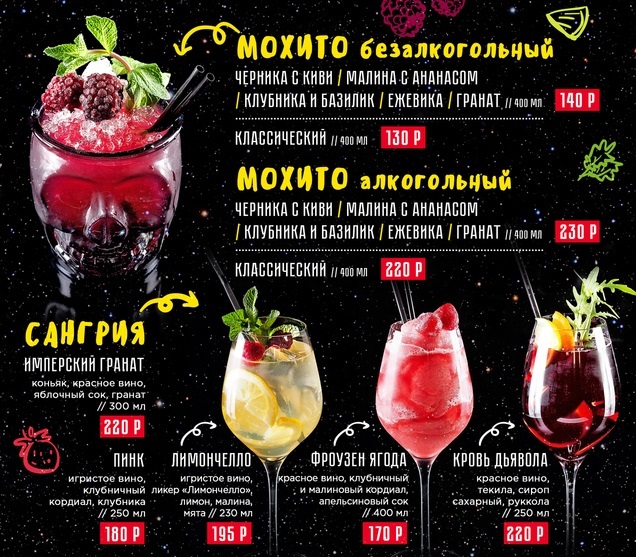 МОХИТО безалкогольный
ЧЕРНИКА С КИВИ / МАЛИНА С АНАНАСОМ
/ КЛУБНИКА И БАЗИЛИК / ЕЖЕВИКА / ГРАНАТ // 400 МЛ 140 Р
КЛАССИЧЕСКИЙ // 400 МЛ 130 Р
МОХИТО алкогольный
ЧЕРНИКА С КИВИ / МАЛИНА С АНАНАСОМ
/ КЛУБНИКА И БАЗИЛИК / ЕЖЕВИКА / ГРАНАТ // 400 МЛ 230 Р
КЛАССИЧЕСКИЙ // 400 МЛ 220 Р
САНГРИЯ
ИМПЕРСКИЙ ГРАНАТ
коньяк, красное вино,
яблочный сок, гранат
// 300 мл
220 Р
ПИНК
игристое вино,
клубничный
кордиал, клубника
// 250 мл
180 Р
ЛИМОНЧЕЛЛО
игристое вино,
ликер «Лимончелло»,
лимон, малина,
мята // 230 мл
195 Р
ФРОУЗЕН ЯГОДА
красное вино, клубничный
и малиновый кордиал,
апельсиновый сок
// 400 мл
170 Р
КРОВЬ ДЬЯВОЛА
красное вино,
текила, сироп
сахарный, руккола
// 250 мл
220 Р